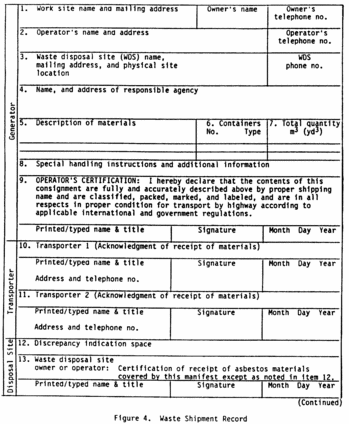 1. Work site name and mailing address Owner's name Owner's
telephone no.
2. Operator's name and address Operator's
telephone no.
3. Waste disposal site (WDS) name, WDS
mailing address, and physical site phone no.
location
4. Name, and address of responsible agency
5. Description of materials 6. Containers 7. Total quantity
No. Type m³ (yd³)
8. Special handling instructions and additional information
9. OPERATOR'S CERTIFICATION: I hereby declare that the contents of this
consignment are fully and accurately described above by proper shipping
name and are classified, packed, marked, and labeled, and are in all
respects in proper condition for transport by highway according to
applicable international and government regulations.
Printed/typed name & title Signature Month Day Year
Generator
10. Transporter 1 (Acknowledgment of receipt of materials)
Printed/typed name & title Signature Month Day Year
Address and telephone no.
11. Transporter 2 (Acknowledgment of receipt of materials)
Printed/typed name & title Signature Month Day Year
Address and telephone no.
Transporter
12. Discrepancy indication space
13. Waste disposal site
owner or operator: Certification of receipt of asbestos materials
covered by this manifest except as noted in item 12.
Printed/typed name & title Signature Month Day Year
Disposal Site
(Continued)
Figure 4. Waste Shipment Record